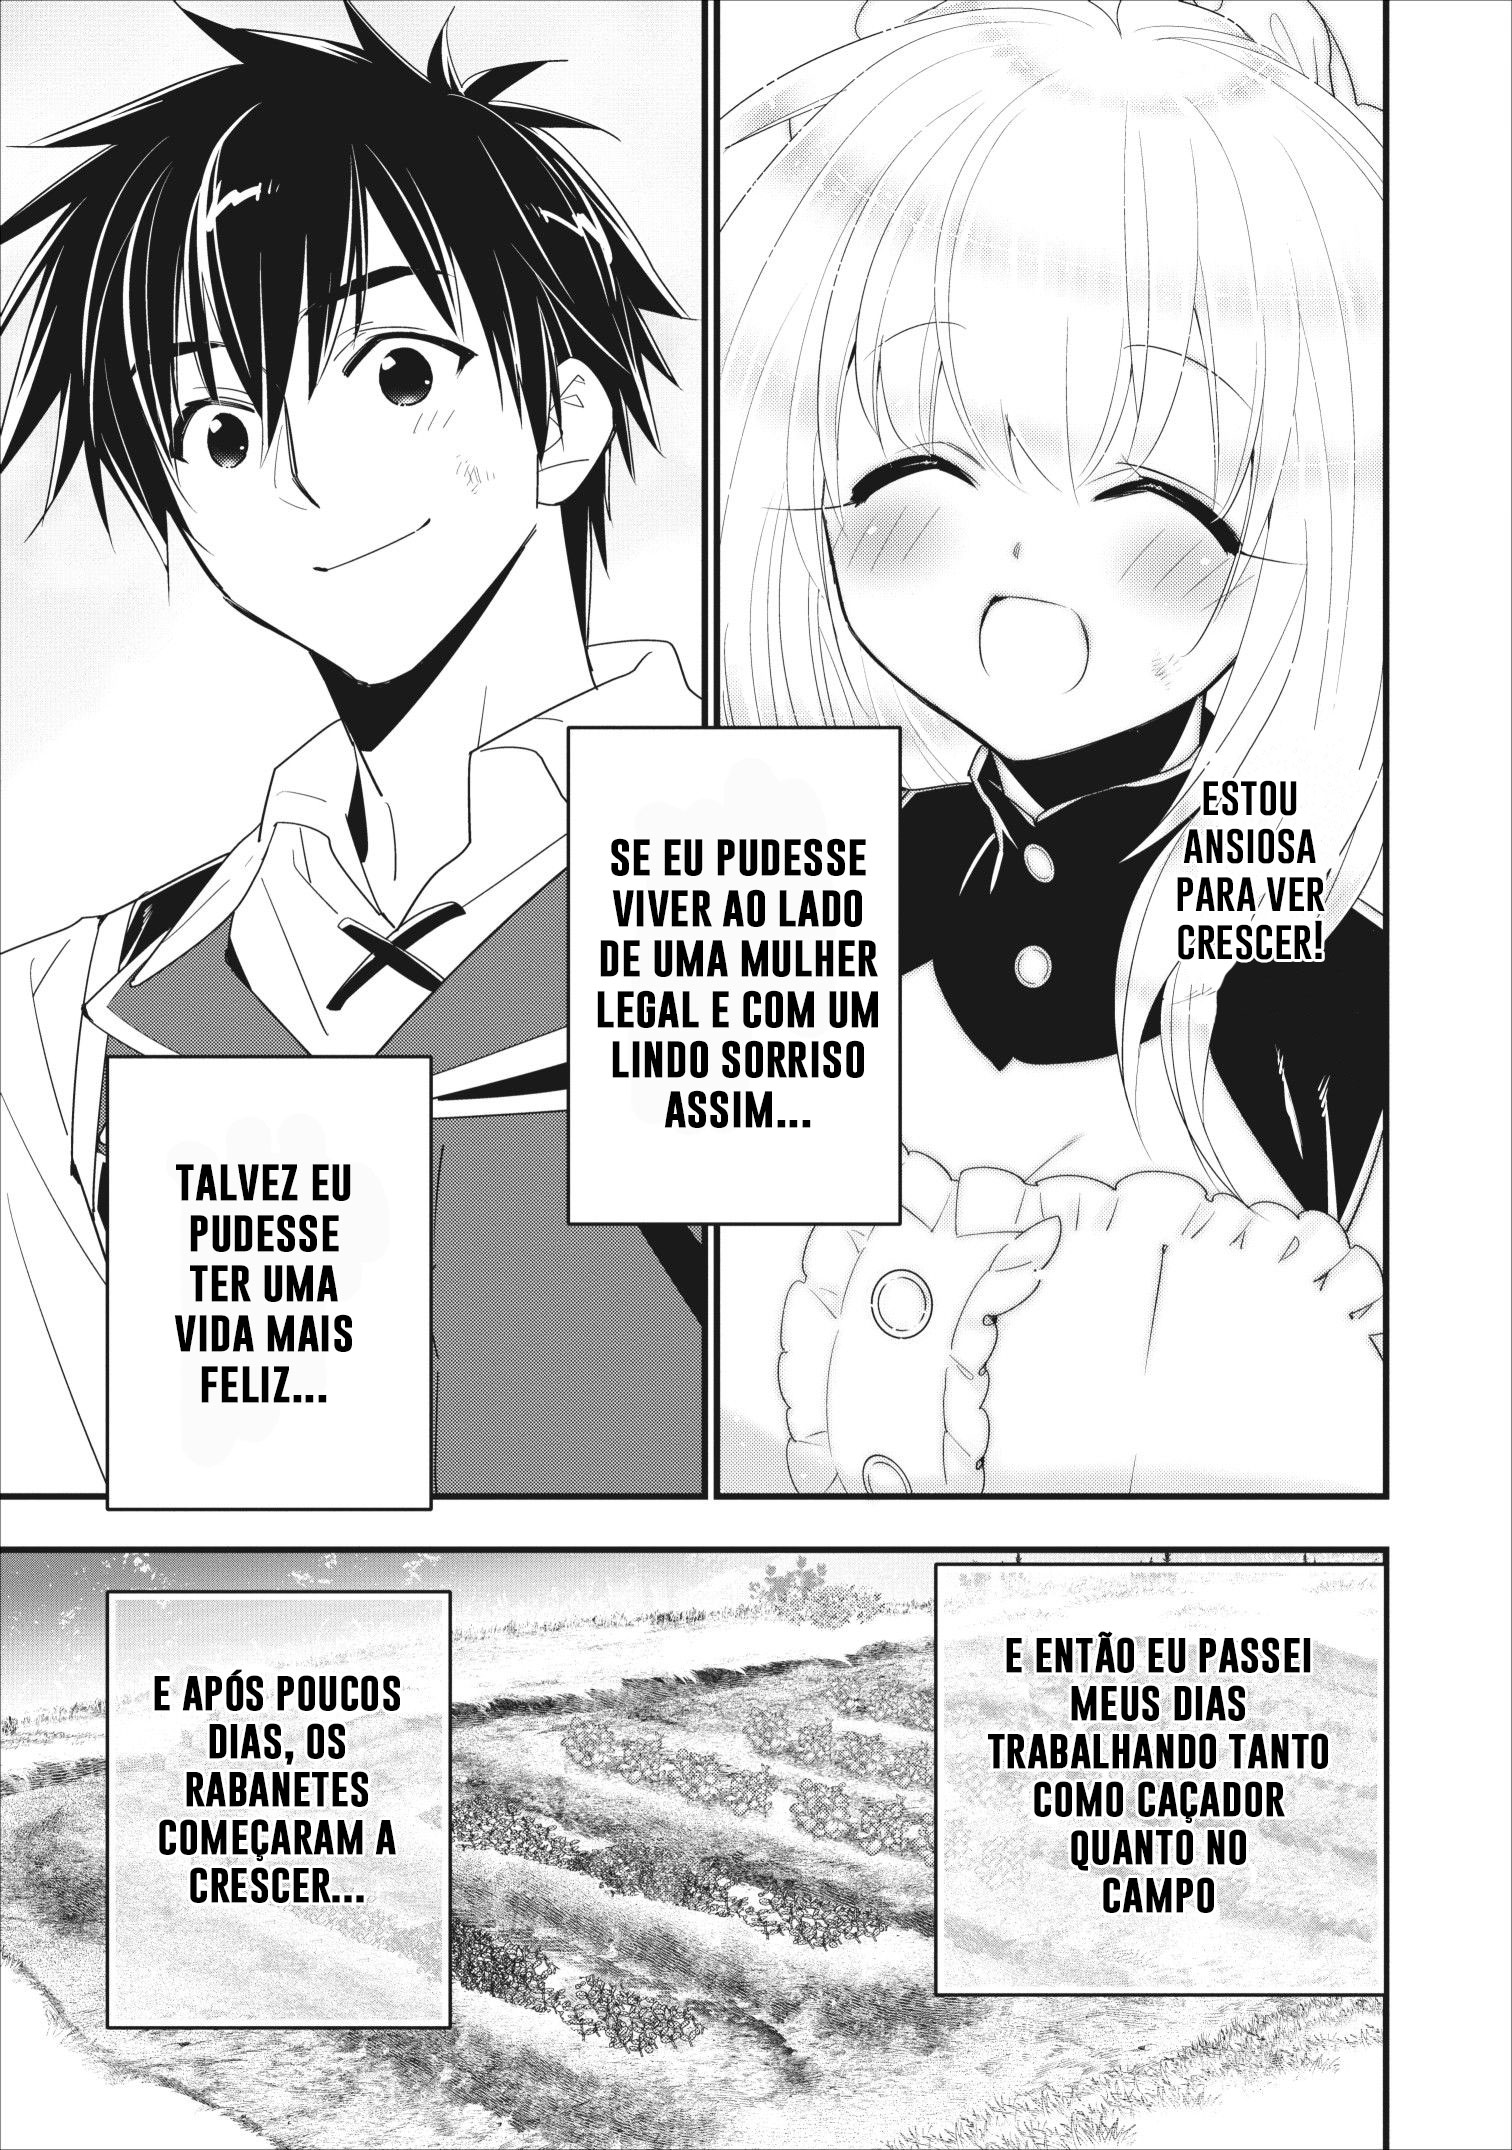 ESTOU
ANSIOSA
PARA VER
CRESCER!
SE EU PUDESSE
VIVER AO LADO
DE UMA MULHER
LEGAL E COM UM
LINDO SORRISO
ASSIM...
TALVEZ EU
PUDESSE
TER UMA
VIDA MAIS
FELIZ...
E ENTÃO EU PASSEI
MEUS DIAS
TRABALHANDO TANTO
COMO CAÇADOR
QUANTO NO
CAMPO
E APÓS POUCOS
DIAS, OS
RABANETES
COMEÇARAM A
CRESCER...